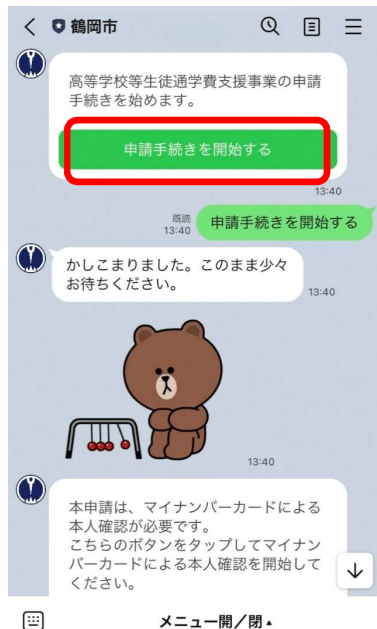 鶴岡市
高等学校等生徒通学費支援事業の申請
手続きを始めます。
申請手続きを開始する
13:40
既読
13:40
申請手続きを開始する
かしこまりました。このまま少々
お待ちください。
13:40
13:40
本申請は、マイナンバーカードによる
本人確認が必要です。
こちらのボタンをタップしてマイナン
バーカードによる本人確認を開始して
ください。
メニュー開/閉▴